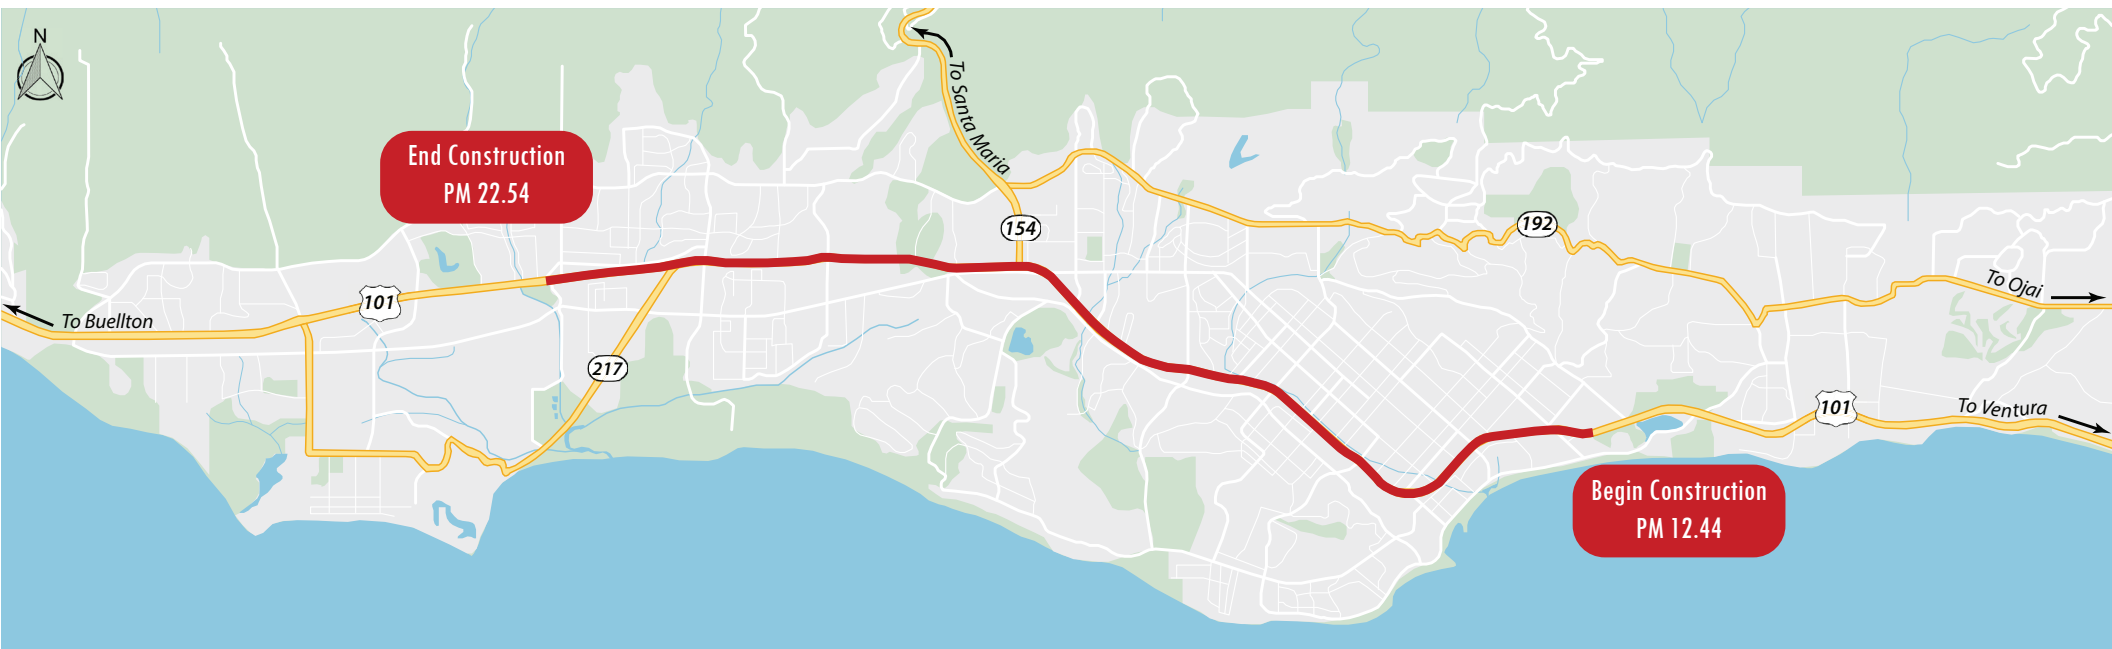 N
To Santa Maria
End Construction
PM 22.54
154
192
To Ojai
101
To Buellton
217
101
To Ventura
Begin Construction
PM 12.44